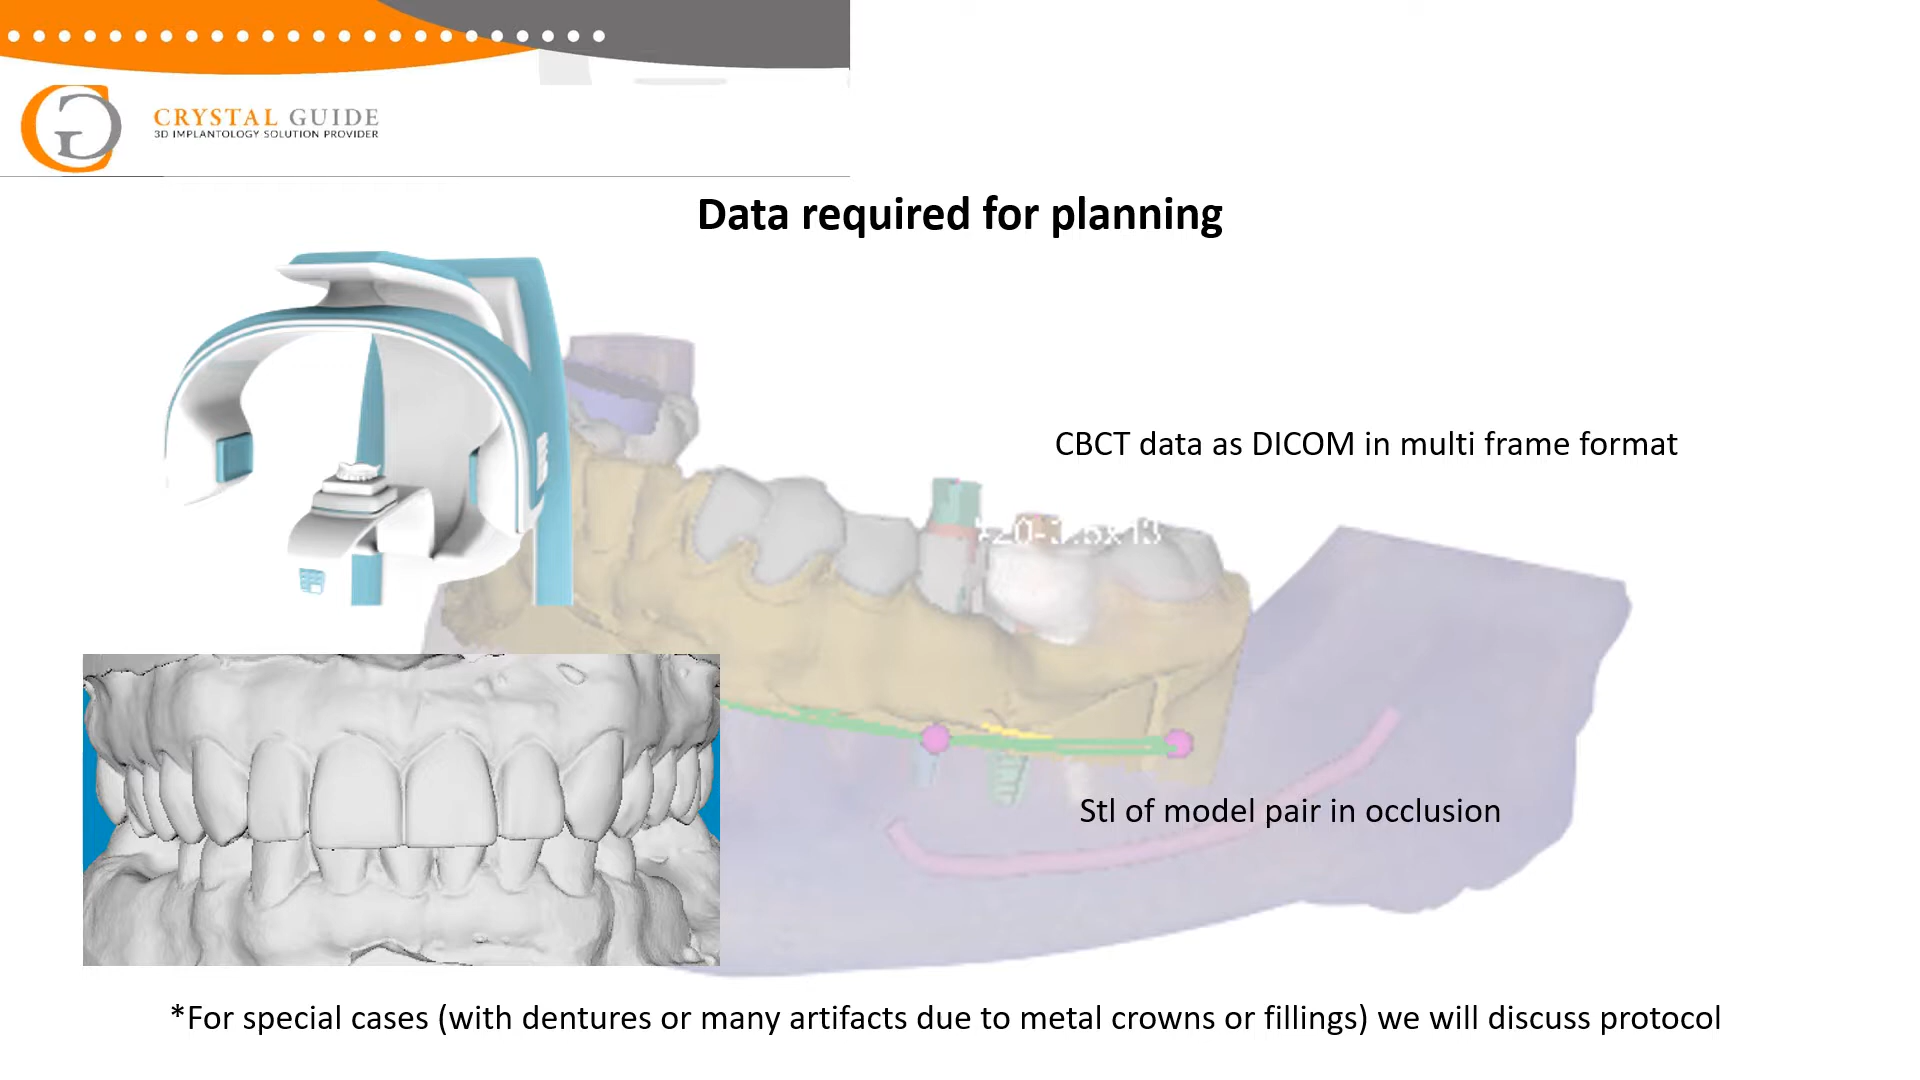 CRYSTAL GUIDE
3D IMPLANTOLOGY SOLUTION PROVIDER
Data required for planning
CBCT data as DICOM in multi frame format
Stl of model pair in occlusion
*For special cases (with dentures or many artifacts due to metal crowns or fillings) we will discuss protocol